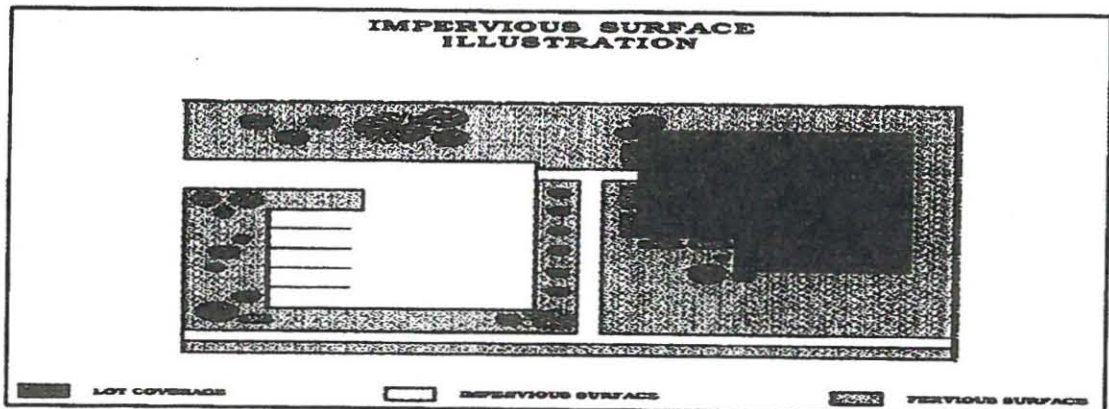 IMPERVIOUS SURFACE
ILLUSTRATION
LOT COVERAGE
IMPERVIOUS SURFACE
PERVIOUS SURFACE